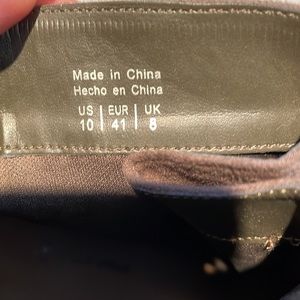 Made in China
Hecho en China
US | EUR | UK
10 | 41 | 8